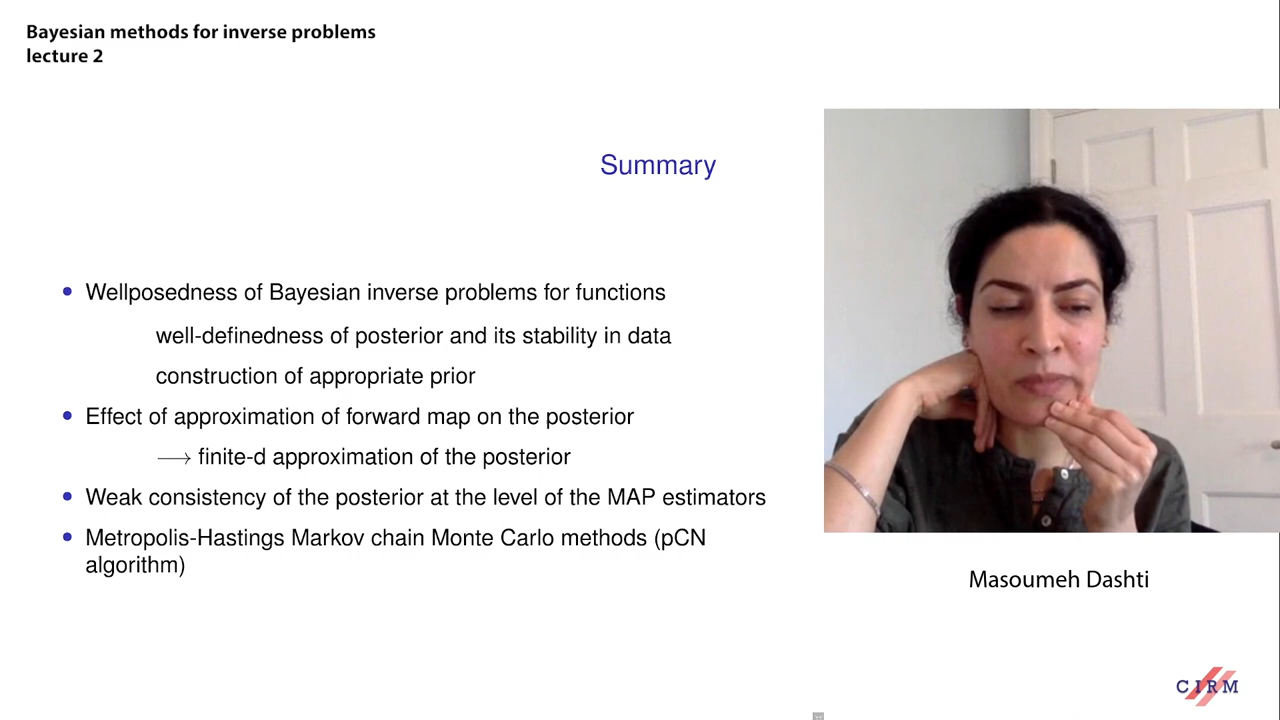 Bayesian methods for inverse problems
lecture 2
Summary
• Wellposedness of Bayesian inverse problems for functions
well-definedness of posterior and its stability in data
construction of appropriate prior
• Effect of approximation of forward map on the posterior
⟶ finite-d approximation of the posterior
• Weak consistency of the posterior at the level of the MAP estimators
• Metropolis-Hastings Markov chain Monte Carlo methods (pCN
algorithm)
Masoumeh Dashti
CIRM